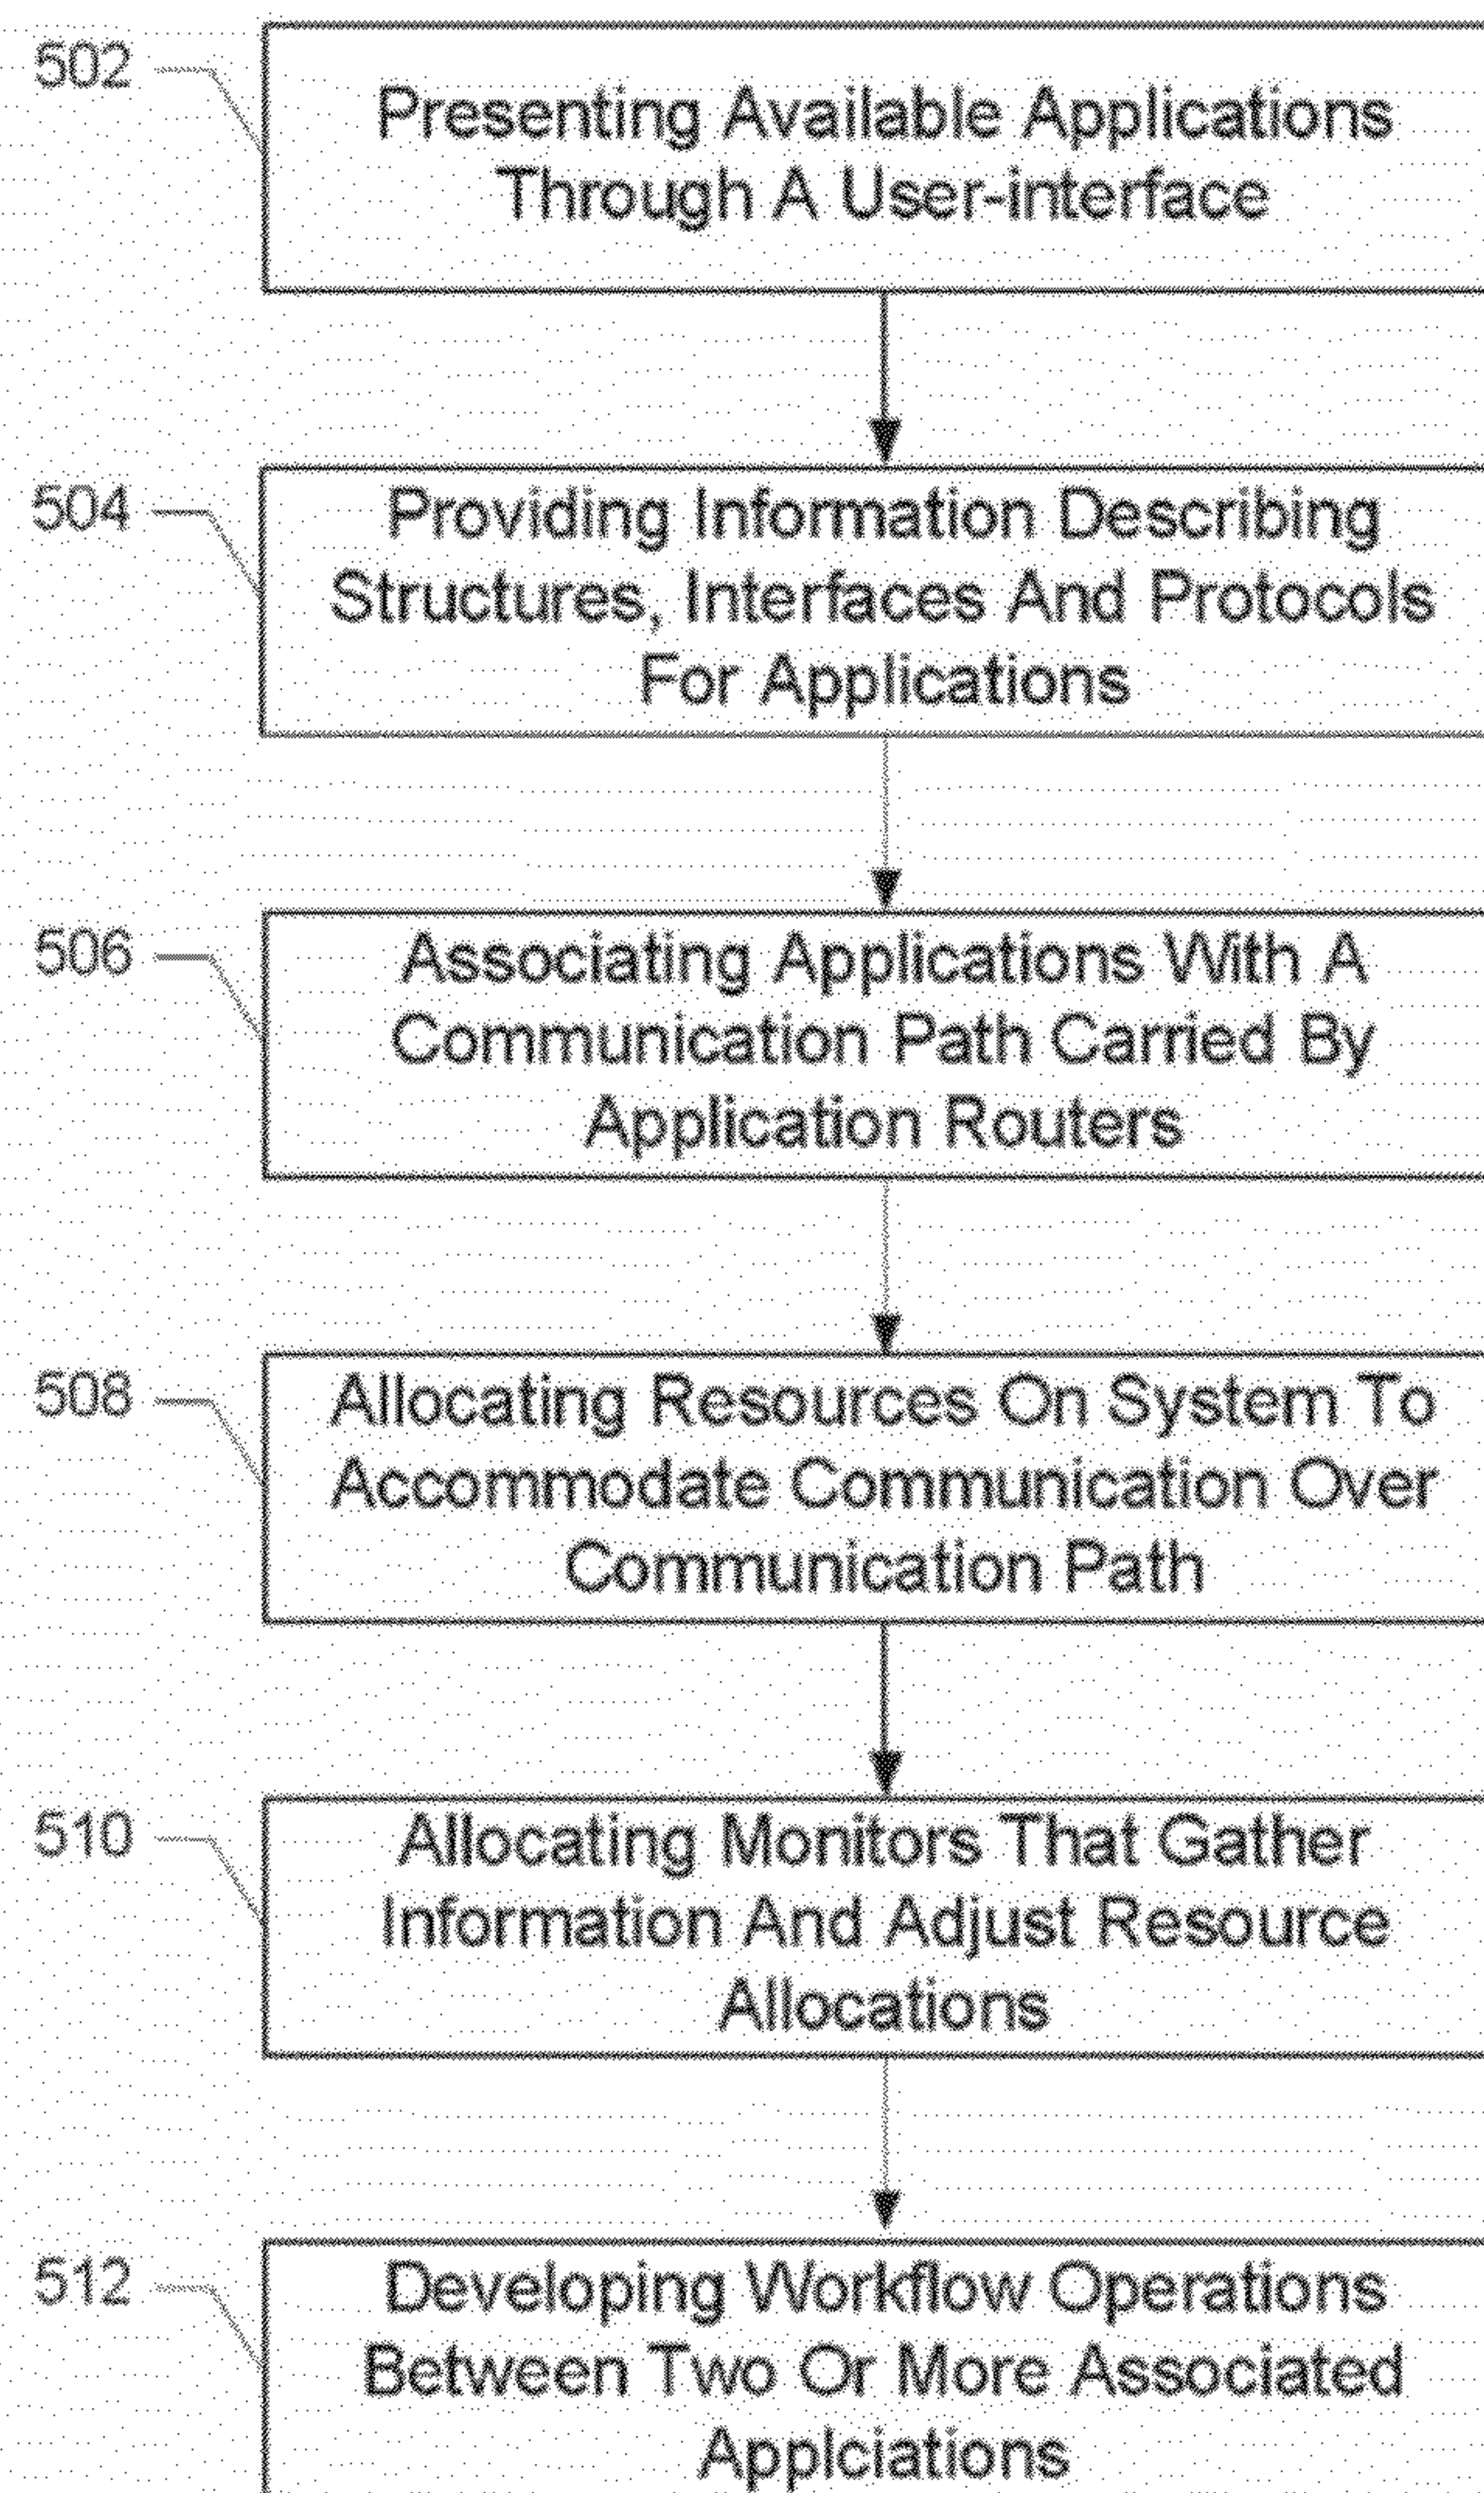 502
Presenting Available Applications
Through A User-interface
504
Providing Information Describing
Structures, Interfaces And Protocols
For Applications
506
Associating Applications With A
Communication Path Carried By
Application Routers
508
Allocating Resources On System To
Accommodate Communication Over
Communication Path
510
Allocating Monitors That Gather
Information And Adjust Resource
Allocations
512
Developing Workflow Operations
Between Two Or More Associated
Applciations